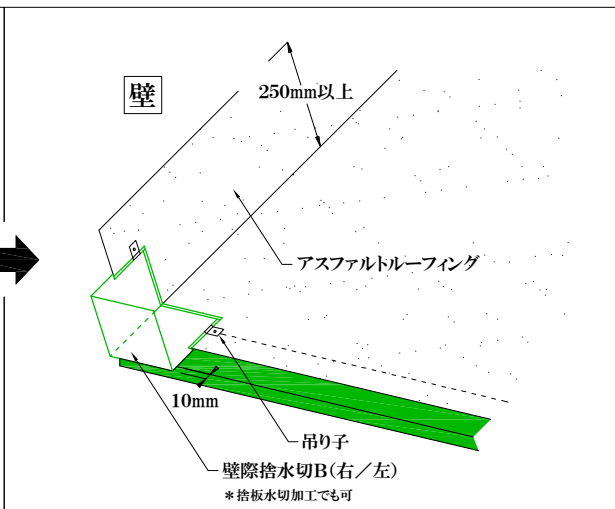 壁
250mm以上
アスファルトルーフィング
10mm
吊り子
壁際捨水切B(右／左)
＊捨板水切加工でも可